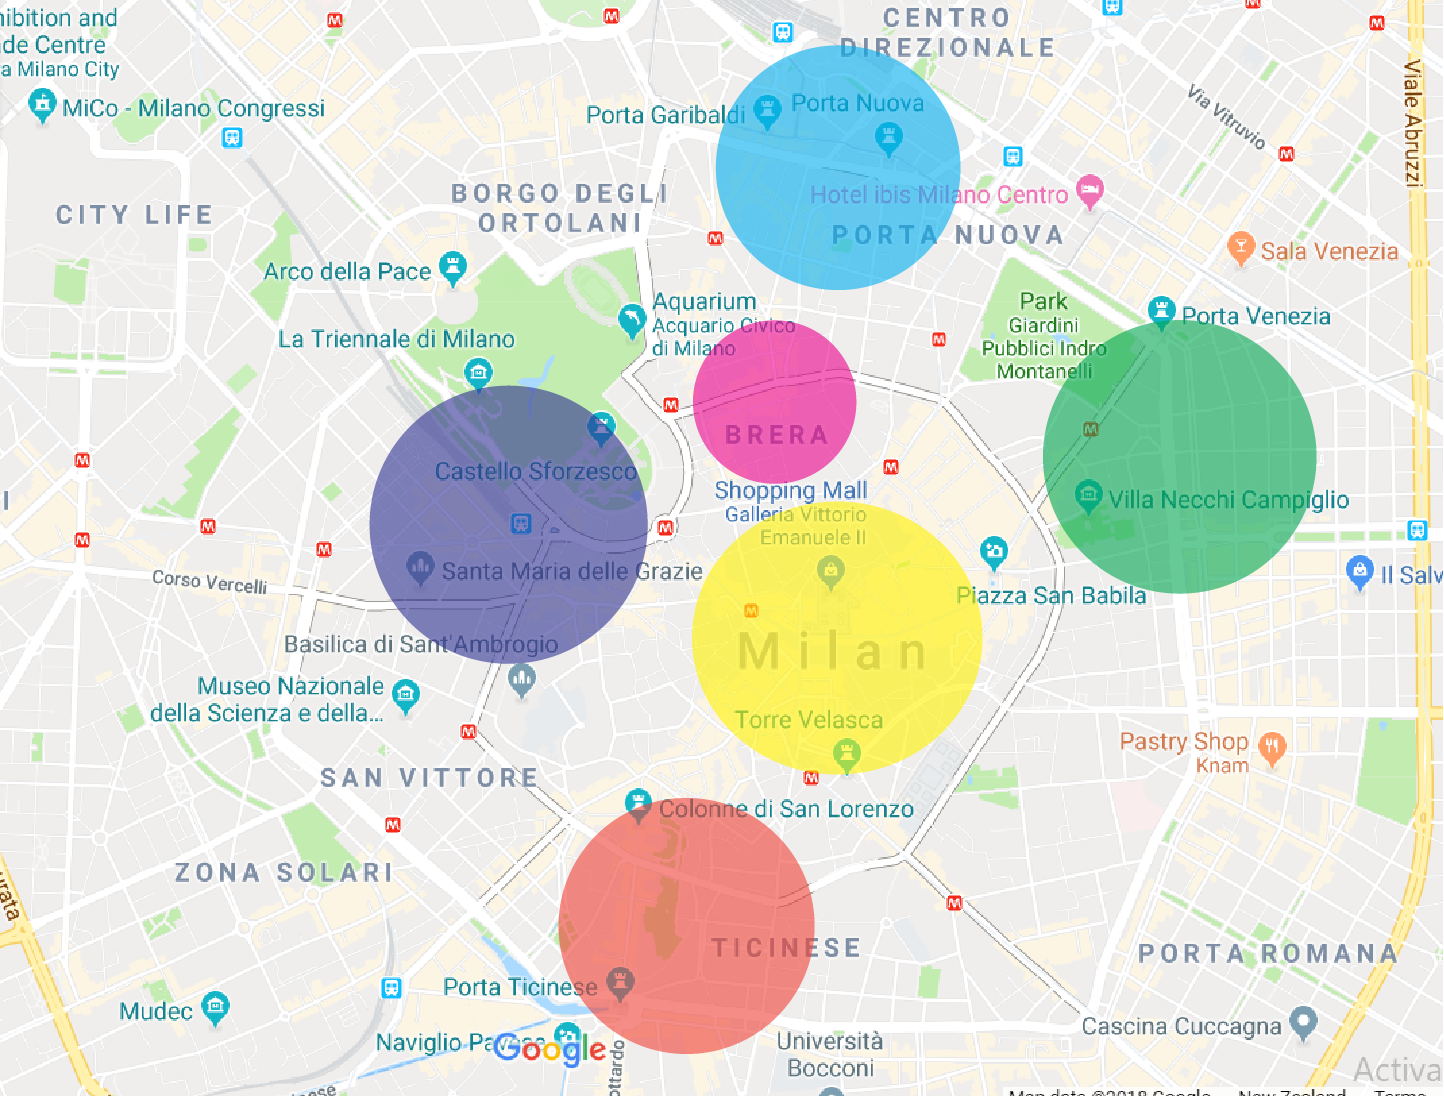 hibition and
de Centre
a Milano City
MiCo - Milano Congressi
CENTRO
DIREZIONALE
Porta Garibaldi
Porta Nuova
Via Vitruvio
Viale Abruzzi
CITY LIFE
BORGO DEGLI
ORTOLANI
Hotel ibis Milano Centro
PORTA NUOVA
Sala Venezia
Arco della Pace
Aquarium
Acquario Civico
di Milano
Park
Giardini
Pubblici Indro
Montanelli
Porta Venezia
La Triennale di Milano
BRERA
Castello Sforzesco
Shopping Mall
Galleria Vittorio
Emanuele II
Villa Necchi Campiglio
I
Corso Vercelli
Santa Maria delle Grazie
Piazza San Babila
Il Salv
Basilica di Sant'Ambrogio
Milan
Museo Nazionale
della Scienza e della...
Torre Velasca
Pastry Shop
Knam
SAN VITTORE
Colonne di San Lorenzo
ZONA SOLARI
urata
TICINESE
PORTA ROMANA
Porta Ticinese
Mudec
Naviglio Pavese
Google
Università
Bocconi
Cascina Cuccagna
ottardo
Activa
nese
Map data ©2018 Google
New Zealand
Terms